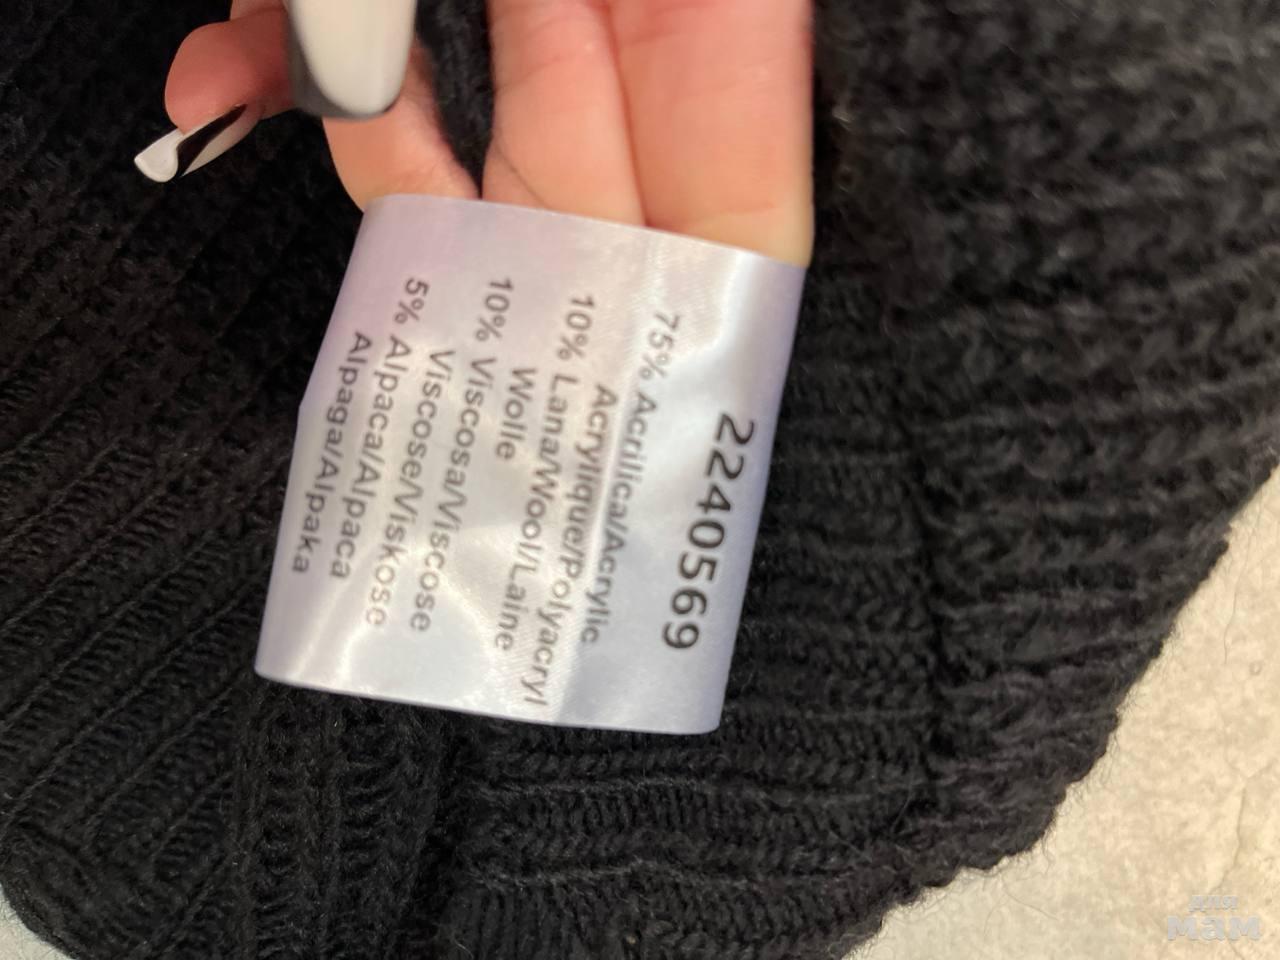 2240569
75% Acrilica/Acrylic
Acrylique/Polyacryl
10% Lana/Wool/Laine
Wolle
10% Viscosa/Viscose
Viscose/Viskose
5% Alpaca/Alpaca
Alpaga/Alpaka
для
мам